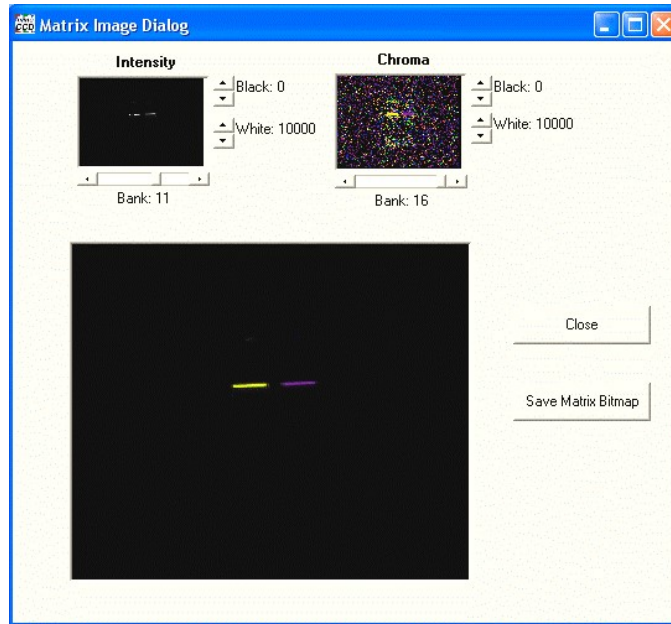 Matrix Image Dialog
Intensity
Chroma
Black: 0
Black: 0
White: 10000
White: 10000
Bank: 11
Bank: 16
Close
Save Matrix Bitmap